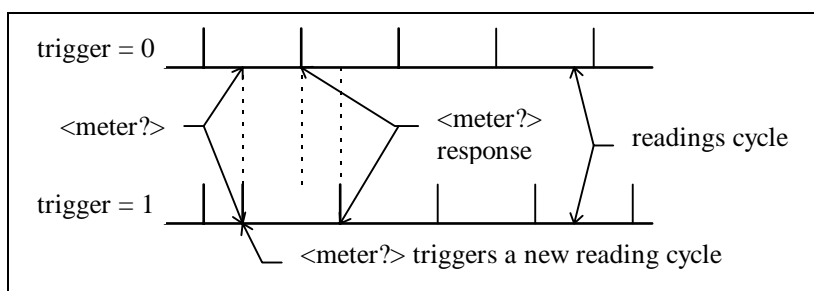 trigger = 0
<meter?>
<meter?>
response
readings cycle
trigger = 1
<meter?> triggers a new reading cycle